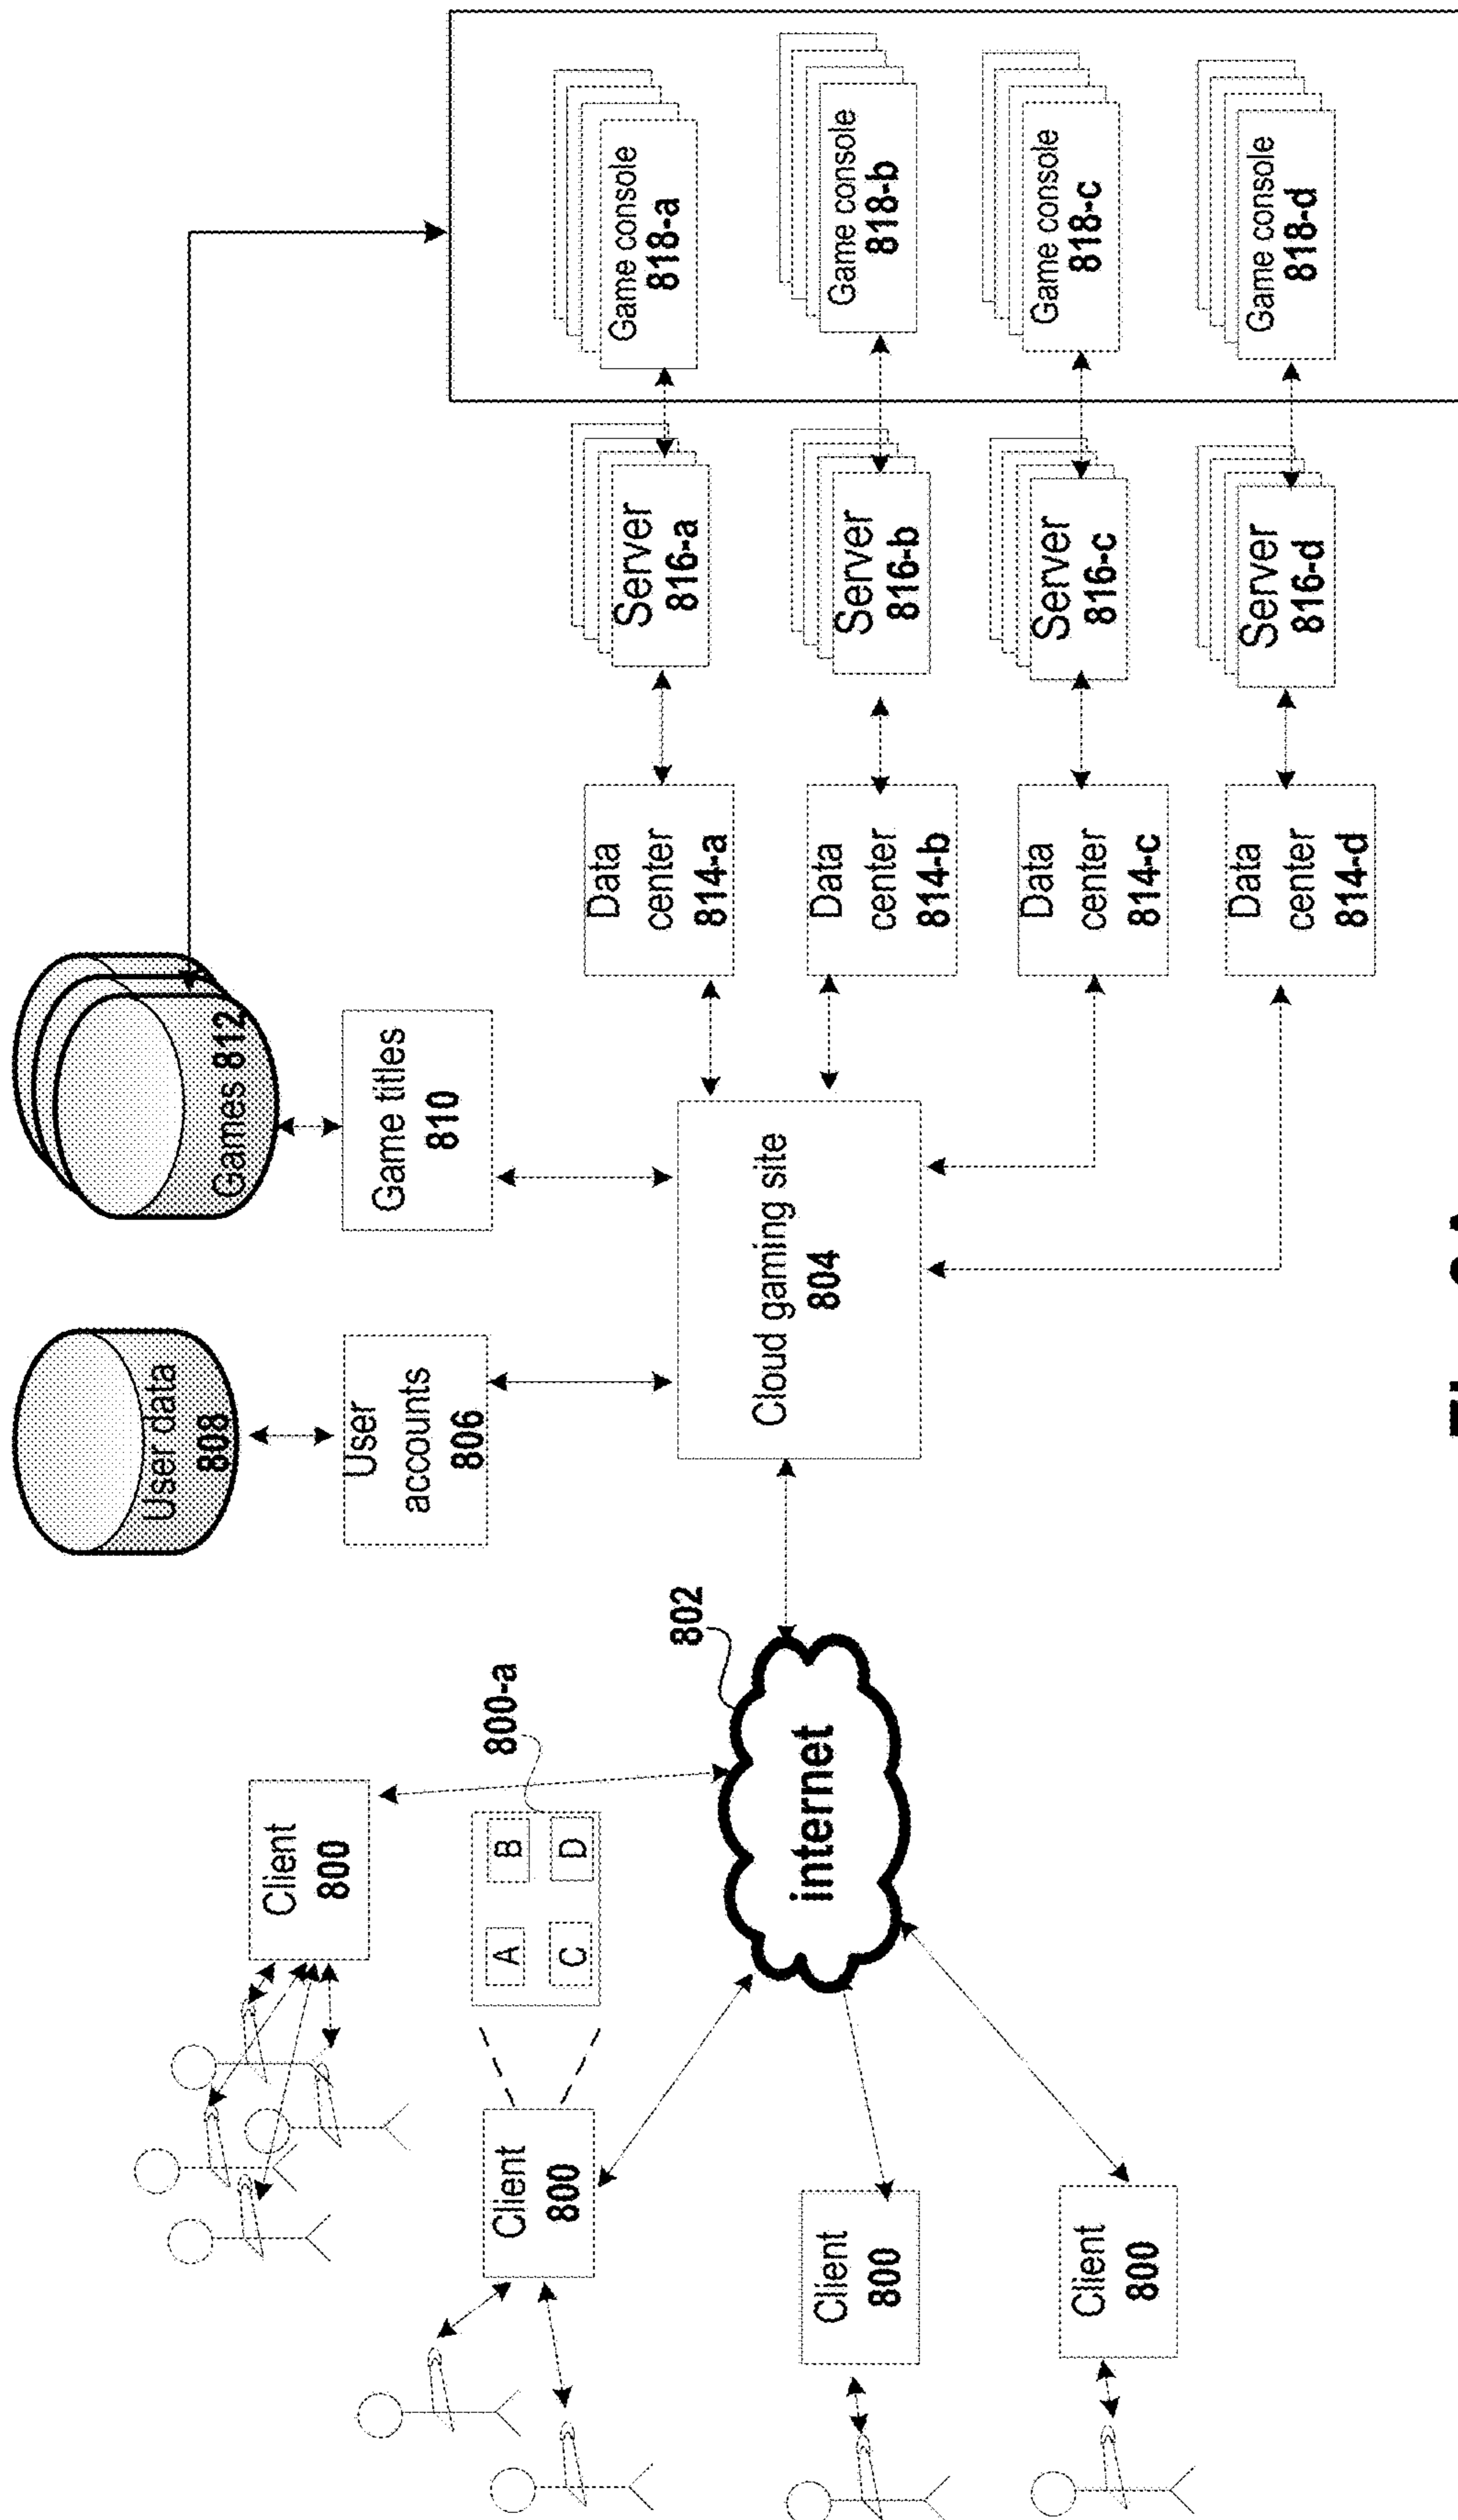 User data
808
Games 812
User
accounts
806
Game titles
810
Client
800
800-a
A
B
C
D
Client
800
Client
800
Client
800
802
internet
Cloud gaming site
804
Data
center
814-a
Server
816-a
Game console
818-a
Data
center
814-b
Server
816-b
Game console
818-b
Data
center
814-c
Server
816-c
Game console
818-c
Data
center
814-d
Server
816-d
Game console
818-d